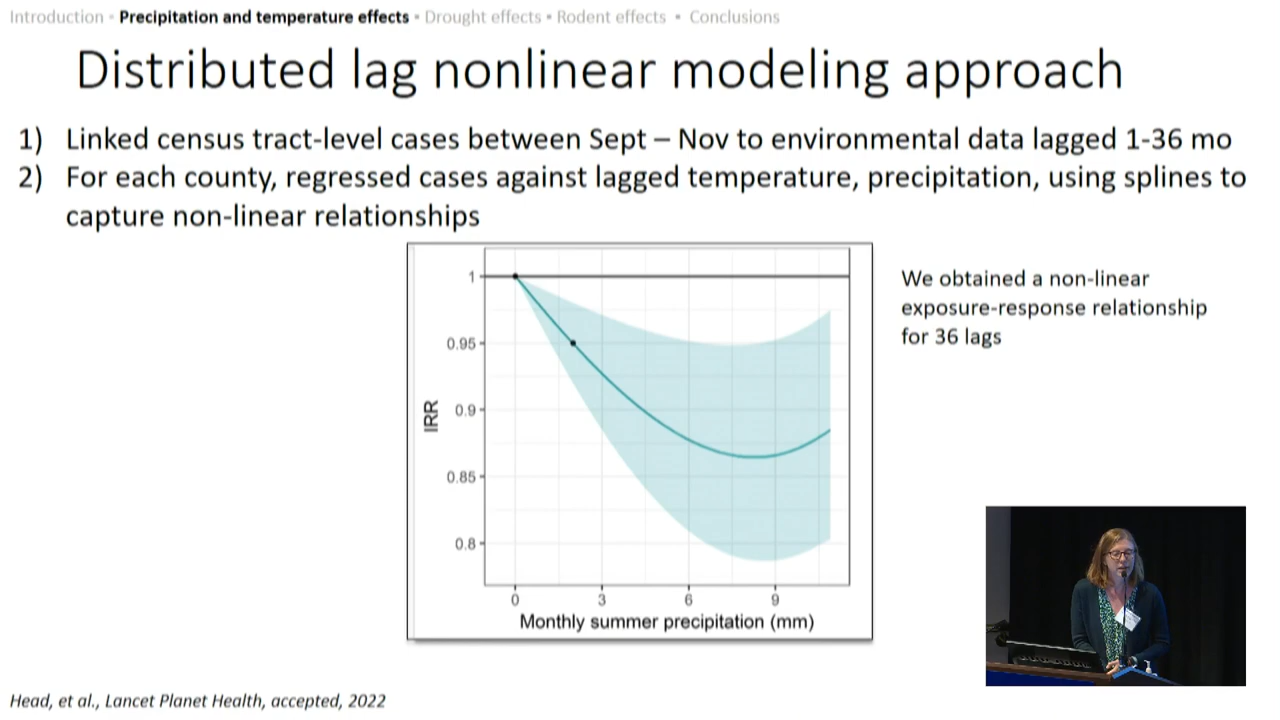 Introduction • Precipitation and temperature effects • Drought effects • Rodent effects • Conclusions
Distributed lag nonlinear modeling approach
1) Linked census tract-level cases between Sept – Nov to environmental data lagged 1-36 mo
2) For each county, regressed cases against lagged temperature, precipitation, using splines to
capture non-linear relationships
1
0.95
0.9
0.85
0.8
IRR
0
3
6
9
Monthly summer precipitation (mm)
We obtained a non-linear
exposure-response relationship
for 36 lags
Head, et al., Lancet Planet Health, accepted, 2022